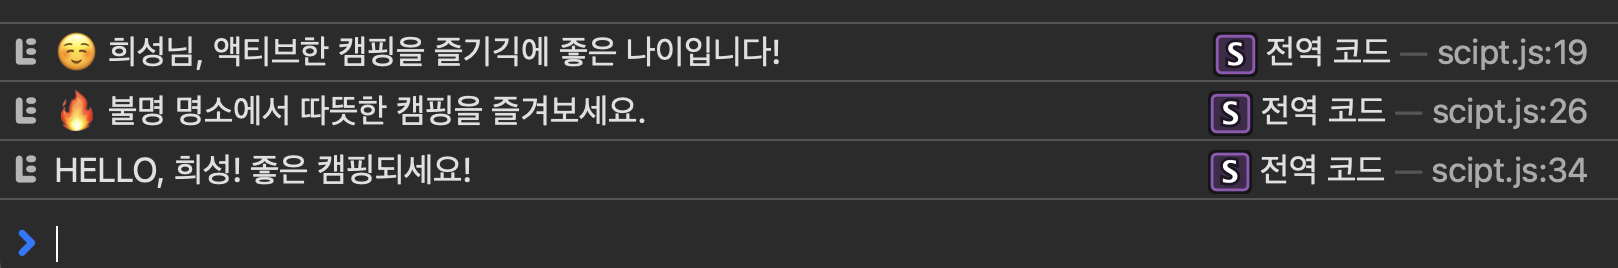 ☺️ 희성님, 액티브한 캠핑을 즐기긱에 좋은 나이입니다! S 전역 코드 — scipt.js:19
🔥 불명 명소에서 따뜻한 캠핑을 즐겨보세요. S 전역 코드 — scipt.js:26
HELLO, 희성! 좋은 캠핑되세요! S 전역 코드 — scipt.js:34